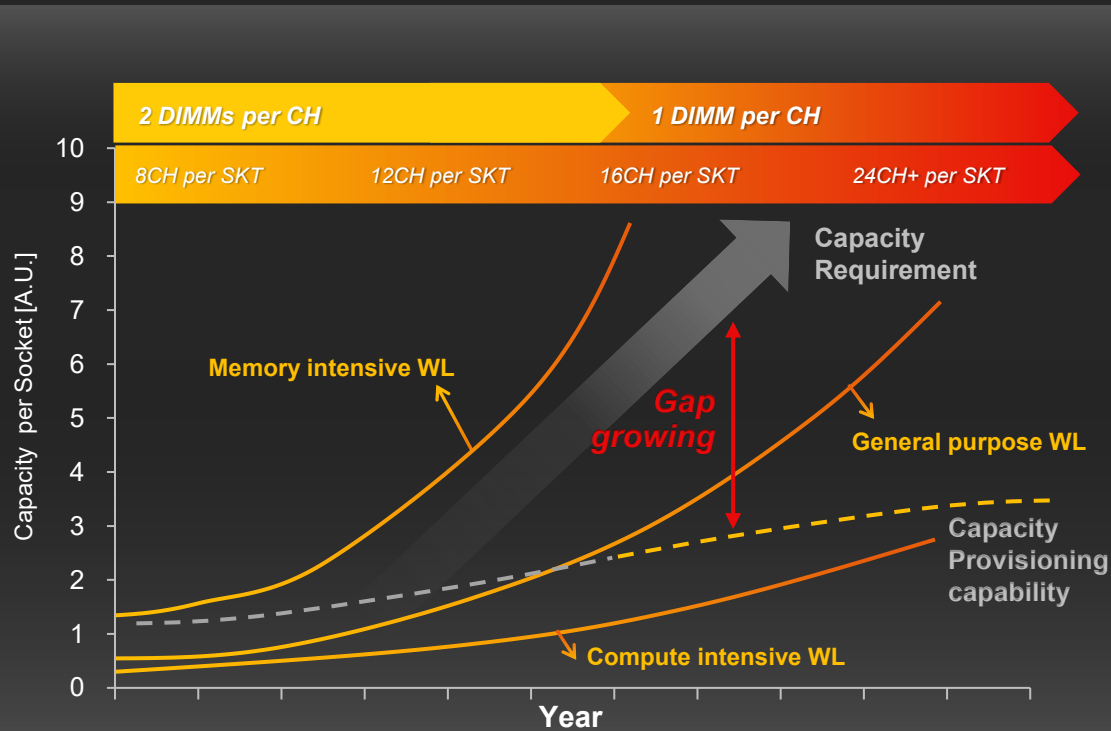 2 DIMMs per CH
1 DIMM per CH
8CH per SKT
12CH per SKT
16CH per SKT
24CH+ per SKT
10
9
8
7
6
5
4
3
2
1
0
Capacity per Socket [A.U.]
Capacity
Requirement
Memory intensive WL
Gap
growing
General purpose WL
Capacity
Provisioning
capability
Compute intensive WL
Year